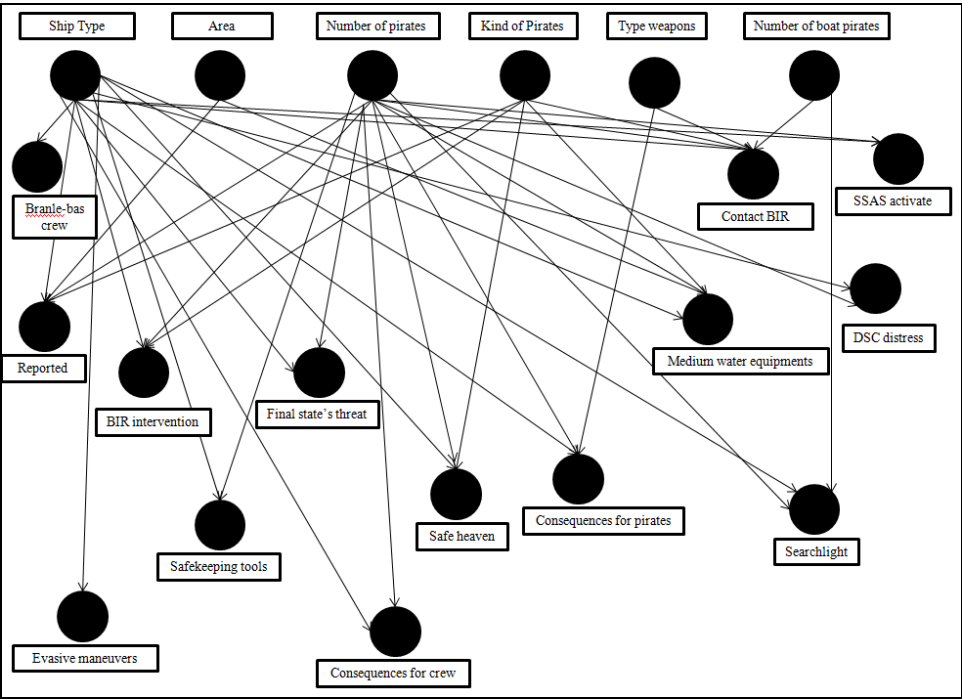 Ship Type
Area
Number of pirates
Kind of Pirates
Type weapons
Number of boat pirates
Branle-bas
crew
Contact BIR
SSAS activate
Reported
BIR intervention
Final state’s threat
Medium water equipments
DSC distress
Safekeeping tools
Safe heaven
Consequences for pirates
Searchlight
Evasive maneuvers
Consequences for crew